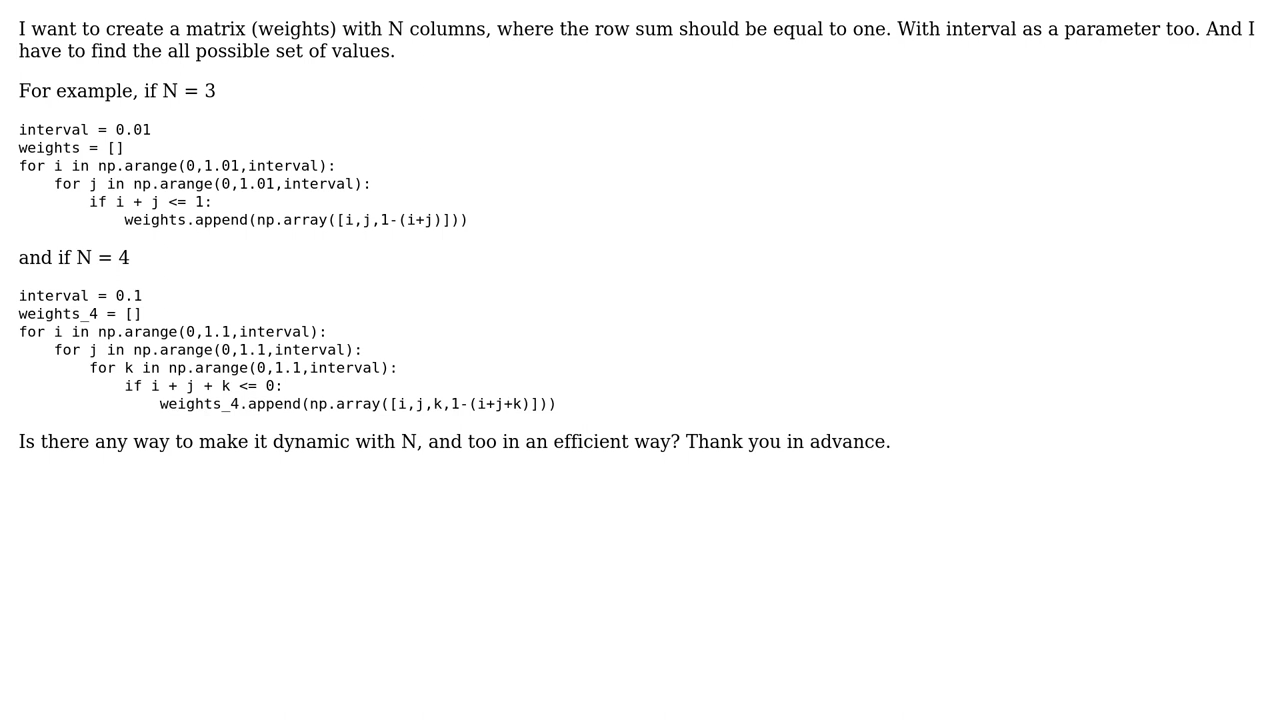 I want to create a matrix (weights) with N columns, where the row sum should be equal to one. With interval as a parameter too. And I
have to find the all possible set of values.
For example, if N = 3
interval = 0.01
weights = []
for i in np.arange(0,1.01,interval):
    for j in np.arange(0,1.01,interval):
        if i + j <= 1:
            weights.append(np.array([i,j,1-(i+j)]))
and if N = 4
interval = 0.1
weights_4 = []
for i in np.arange(0,1.1,interval):
    for j in np.arange(0,1.1,interval):
        for k in np.arange(0,1.1,interval):
            if i + j + k <= 0:
                weights_4.append(np.array([i,j,k,1-(i+j+k)]))
Is there any way to make it dynamic with N, and too in an efficient way? Thank you in advance.